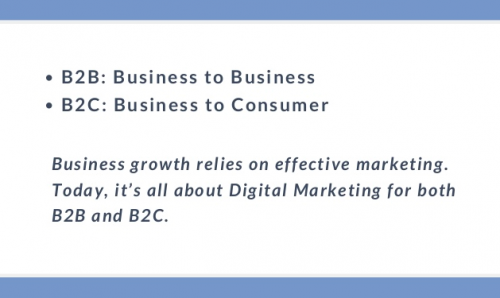 • B2B: Business to Business
• B2C: Business to Consumer
Business growth relies on effective marketing.
Today, it’s all about Digital Marketing for both
B2B and B2C.